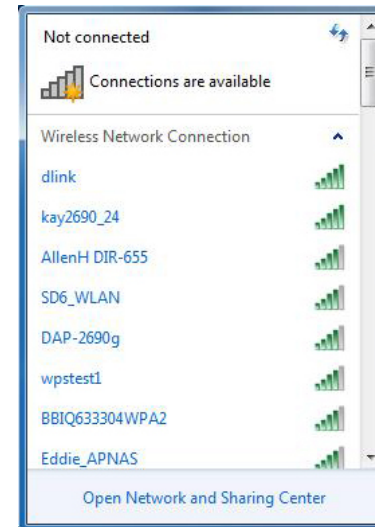 Not connected
Connections are available
Wireless Network Connection
dlink
kay2690_24
AllenH DIR-655
SD6_WLAN
DAP-2690g
wpstest1
BBIQ633304WPA2
Eddie_APNAS
Open Network and Sharing Center